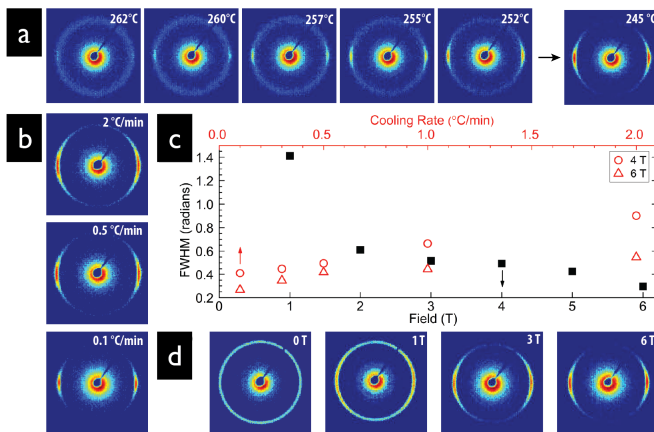 a
262°C
260°C
257°C
255°C
252°C
245°C
b
2 °C/min
0.5 °C/min
0.1 °C/min
c
Cooling Rate (°C/min)
0.0 0.5 1.0 1.5 2.0
4 T
6 T
FWHM (radians)
1.4
1.2
1.0
0.8
0.6
0.4
0.2
0 1 2 3 4 5 6
Field (T)
d
0 T
1T
3 T
6 T